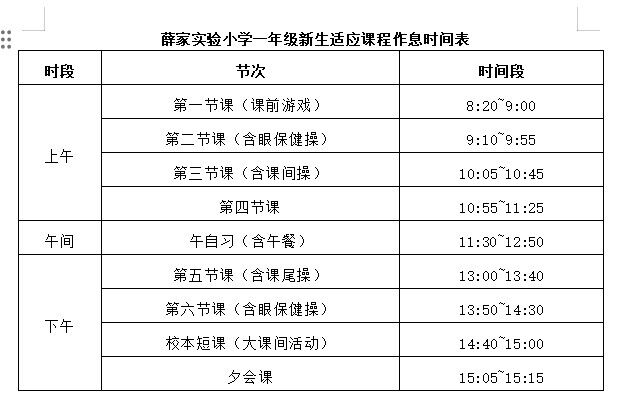 薛家实验小学一年级新生适应课程作息时间表
时段 节次 时间段
上午
第一节课（课前游戏） 8:20~9:00
第二节课（含眼保健操） 9:10~9:55
第三节课（含课间操） 10:05~10:45
第四节课 10:55~11:25
午间 午自习（含午餐） 11:30~12:50
下午
第五节课（含课尾操） 13:00~13:40
第六节课（含眼保健操） 13:50~14:30
校本短课（大课间活动） 14:40~15:00
夕会课 15:05~15:15